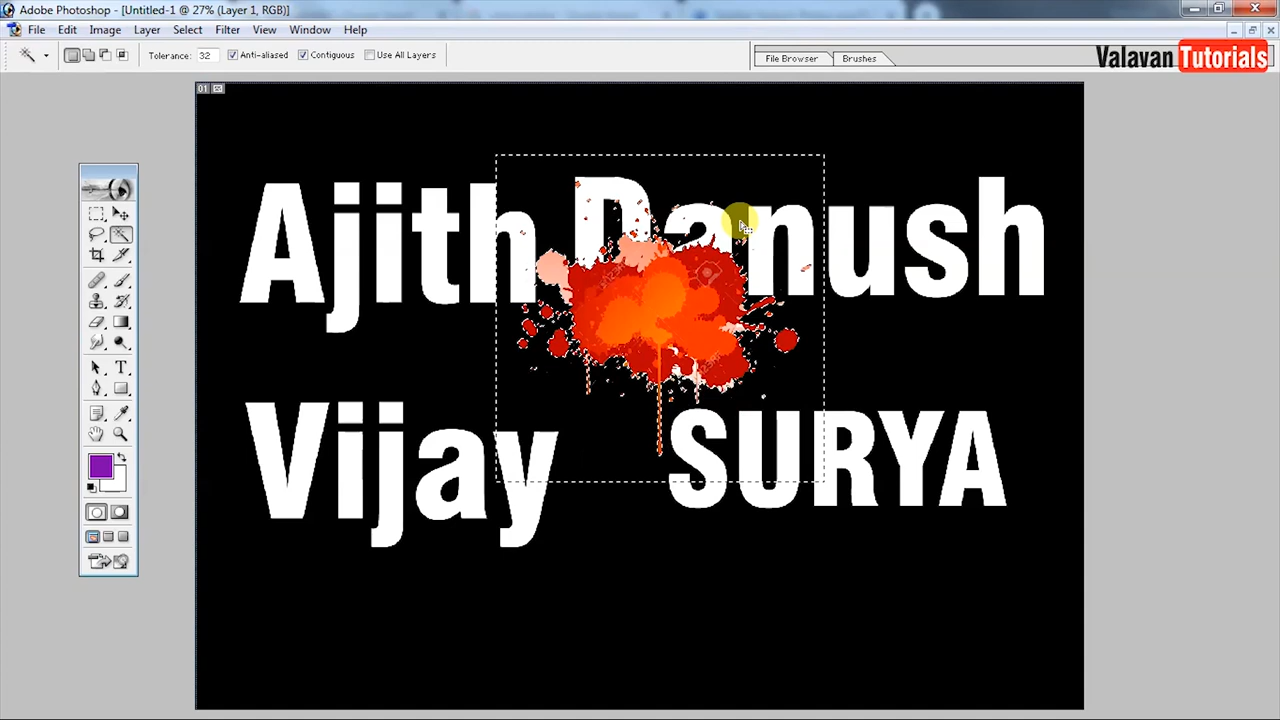 Adobe Photoshop - [Untitled-1 @ 27% (Layer 1, RGB)]
File Edit Image Layer Select Filter View Window Help
Tolerance: 32 Anti-aliased Contiguous Use All Layers File Browser Brushes
Valavan Tutorials
01
Ajith Danush
Vijay SURYA